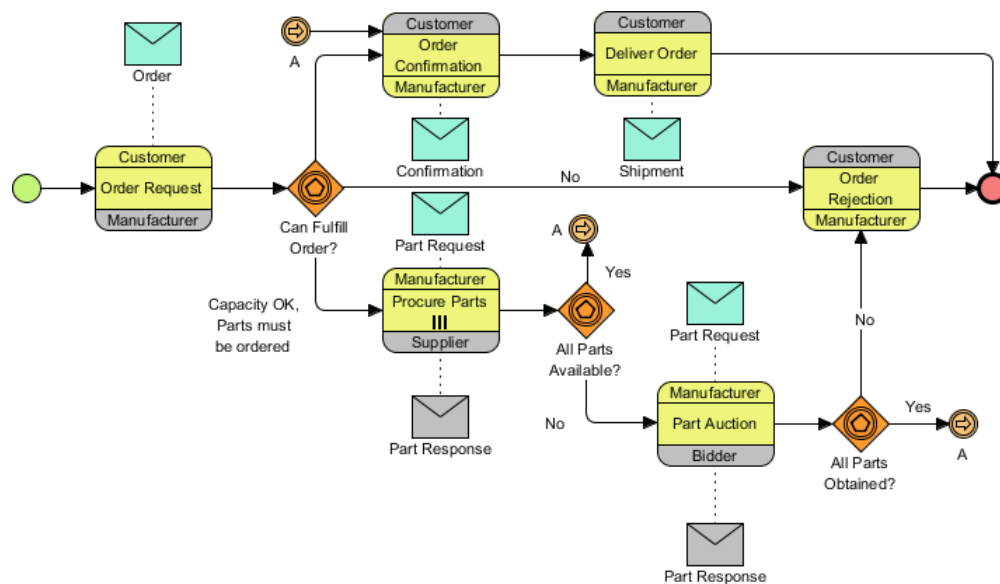 Order
Customer
Order Request
Manufacturer
Can Fulfill
Order?
A
Customer
Order
Confirmation
Manufacturer
Confirmation
Customer
Deliver Order
Manufacturer
Shipment
No
Customer
Order
Rejection
Manufacturer
Capacity OK,
Parts must
be ordered
Part Request
Manufacturer
Procure Parts
Supplier
Part Response
A
Yes
All Parts
Available?
No
Part Request
Manufacturer
Part Auction
Bidder
Part Response
No
Yes
All Parts
Obtained?
A